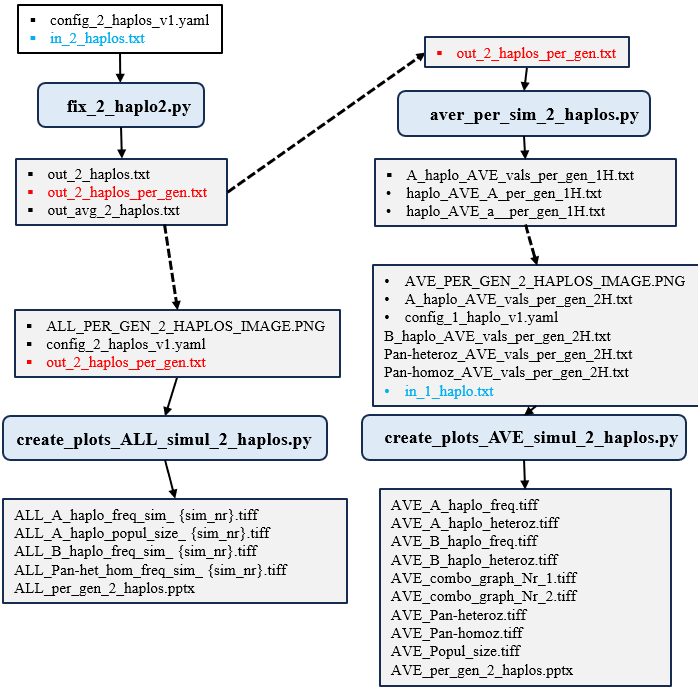 config_2_haplos_v1.yaml
in_2_haplos.txt
fix_2_haplo2.py
out_2_haplos.txt
out_2_haplos_per_gen.txt
out_avg_2_haplos.txt
ALL_PER_GEN_2_HAPLOS_IMAGE.PNG
config_2_haplos_v1.yaml
out_2_haplos_per_gen.txt
create_plots_ALL_simul_2_haplos.py
ALL_A_haplo_freq_sim_ {sim_nr}.tiff
ALL_A_haplo_popul_size_ {sim_nr}.tiff
ALL_B_haplo_freq_sim_ {sim_nr}.tiff
ALL_Pan-het_hom_freq_sim_ {sim_nr}.tiff
ALL_per_gen_2_haplos.pptx
out_2_haplos_per_gen.txt
aver_per_sim_2_haplos.py
A_haplo_AVE_vals_per_gen_1H.txt
haplo_AVE_A_per_gen_1H.txt
haplo_AVE_a__per_gen_1H.txt
AVE_PER_GEN_2_HAPLOS_IMAGE.PNG
A_haplo_AVE_vals_per_gen_2H.txt
config_1_haplo_v1.yaml
B_haplo_AVE_vals_per_gen_2H.txt
Pan-heteroz_AVE_vals_per_gen_2H.txt
Pan-homoz_AVE_vals_per_gen_2H.txt
in_1_haplo.txt
create_plots_AVE_simul_2_haplos.py
AVE_A_haplo_freq.tiff
AVE_A_haplo_heteroz.tiff
AVE_B_haplo_freq.tiff
AVE_B_haplo_heteroz.tiff
AVE_combo_graph_Nr_1.tiff
AVE_combo_graph_Nr_2.tiff
AVE_Pan-heteroz.tiff
AVE_Pan-homoz.tiff
AVE_Popul_size.tiff
AVE_per_gen_2_haplos.pptx